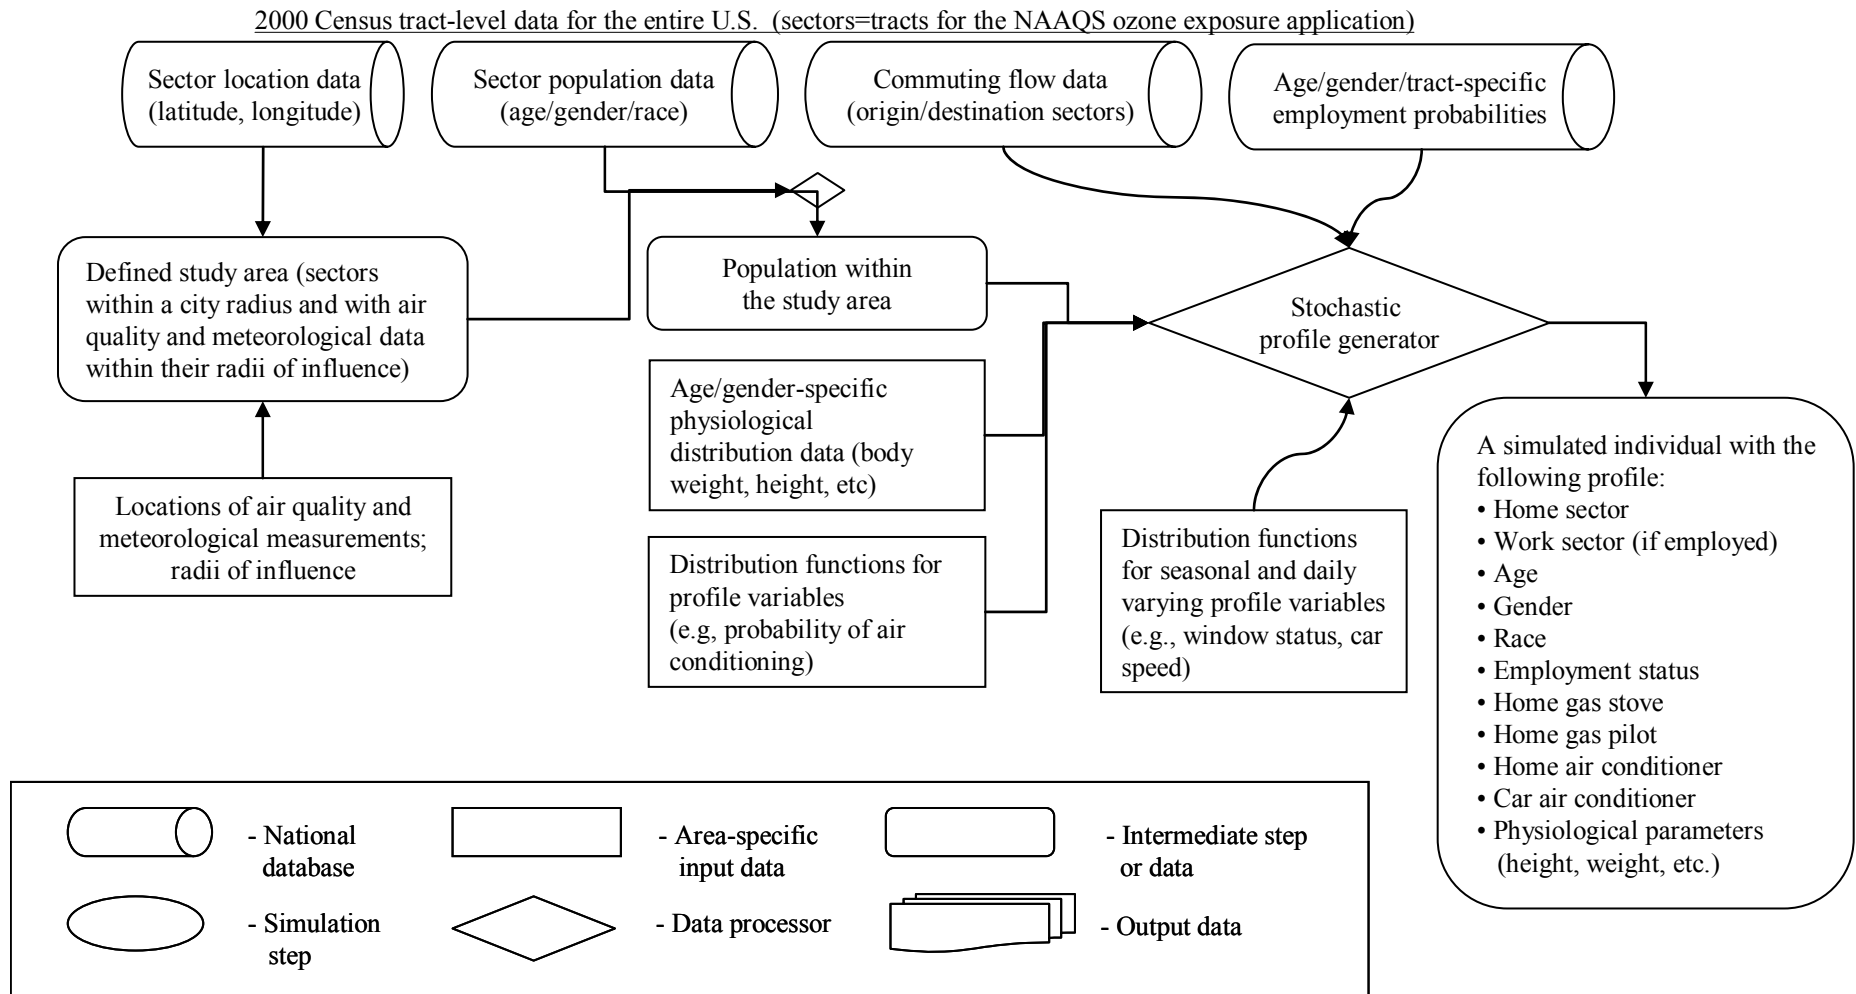 2000 Census tract-level data for the entire U.S. (sectors=tracts for the NAAQS ozone exposure application)
Sector location data
(latitude, longitude)
Sector population data
(age/gender/race)
Commuting flow data
(origin/destination sectors)
Age/gender/tract-specific
employment probabilities
Defined study area (sectors
within a city radius and with air
quality and meteorological data
within their radii of influence)
Population within
the study area
Stochastic
profile generator
Age/gender-specific
physiological
distribution data (body
weight, height, etc)
Locations of air quality and
meteorological measurements;
radii of influence
Distribution functions for
profile variables
(e.g, probability of air
conditioning)
Distribution functions
for seasonal and daily
varying profile variables
(e.g., window status, car
speed)
A simulated individual with the
following profile:
• Home sector
• Work sector (if employed)
• Age
• Gender
• Race
• Employment status
• Home gas stove
• Home gas pilot
• Home air conditioner
• Car air conditioner
• Physiological parameters
(height, weight, etc.)
- National
database
- Area-specific
input data
- Intermediate step
or data
- Simulation
step
- Data processor
- Output data